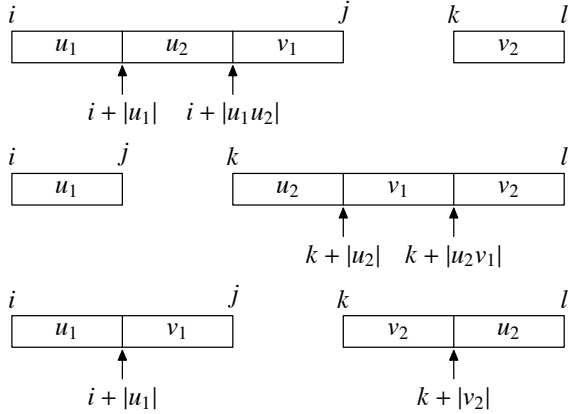 i j k l
u₁ u₂ v₁ v₂
i + |u₁| i + |u₁u₂|
i j k l
u₁ u₂ v₁ v₂
k + |u₂| k + |u₂v₁|
i j k l
u₁ v₁ v₂ u₂
i + |u₁| k + |v₂|